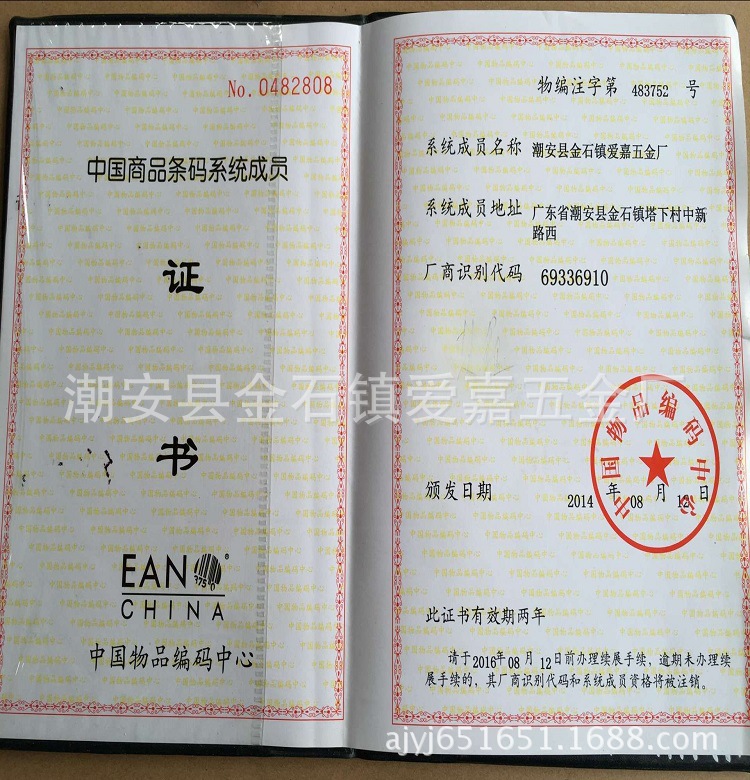 No. 0482808
中国商品条码系统成员
证
书
EAN
CHINA
中国物品编码中心
物编注字第 483752 号
系统成员名称 潮安县金石镇爱嘉五金厂
系统成员地址 广东省潮安县金石镇塔下村中新
路西
厂商识别代码 69336910
潮安县金石镇爱嘉五金厂
中国物品编码中心
颁发日期 2014 年 08 月 12 日
此证书有效期两年
请于2016年08月12日前办理续展手续，逾期未办理续
展手续的，其厂商识别代码和系统成员资格将被注销。
ajyj651651.1688.com